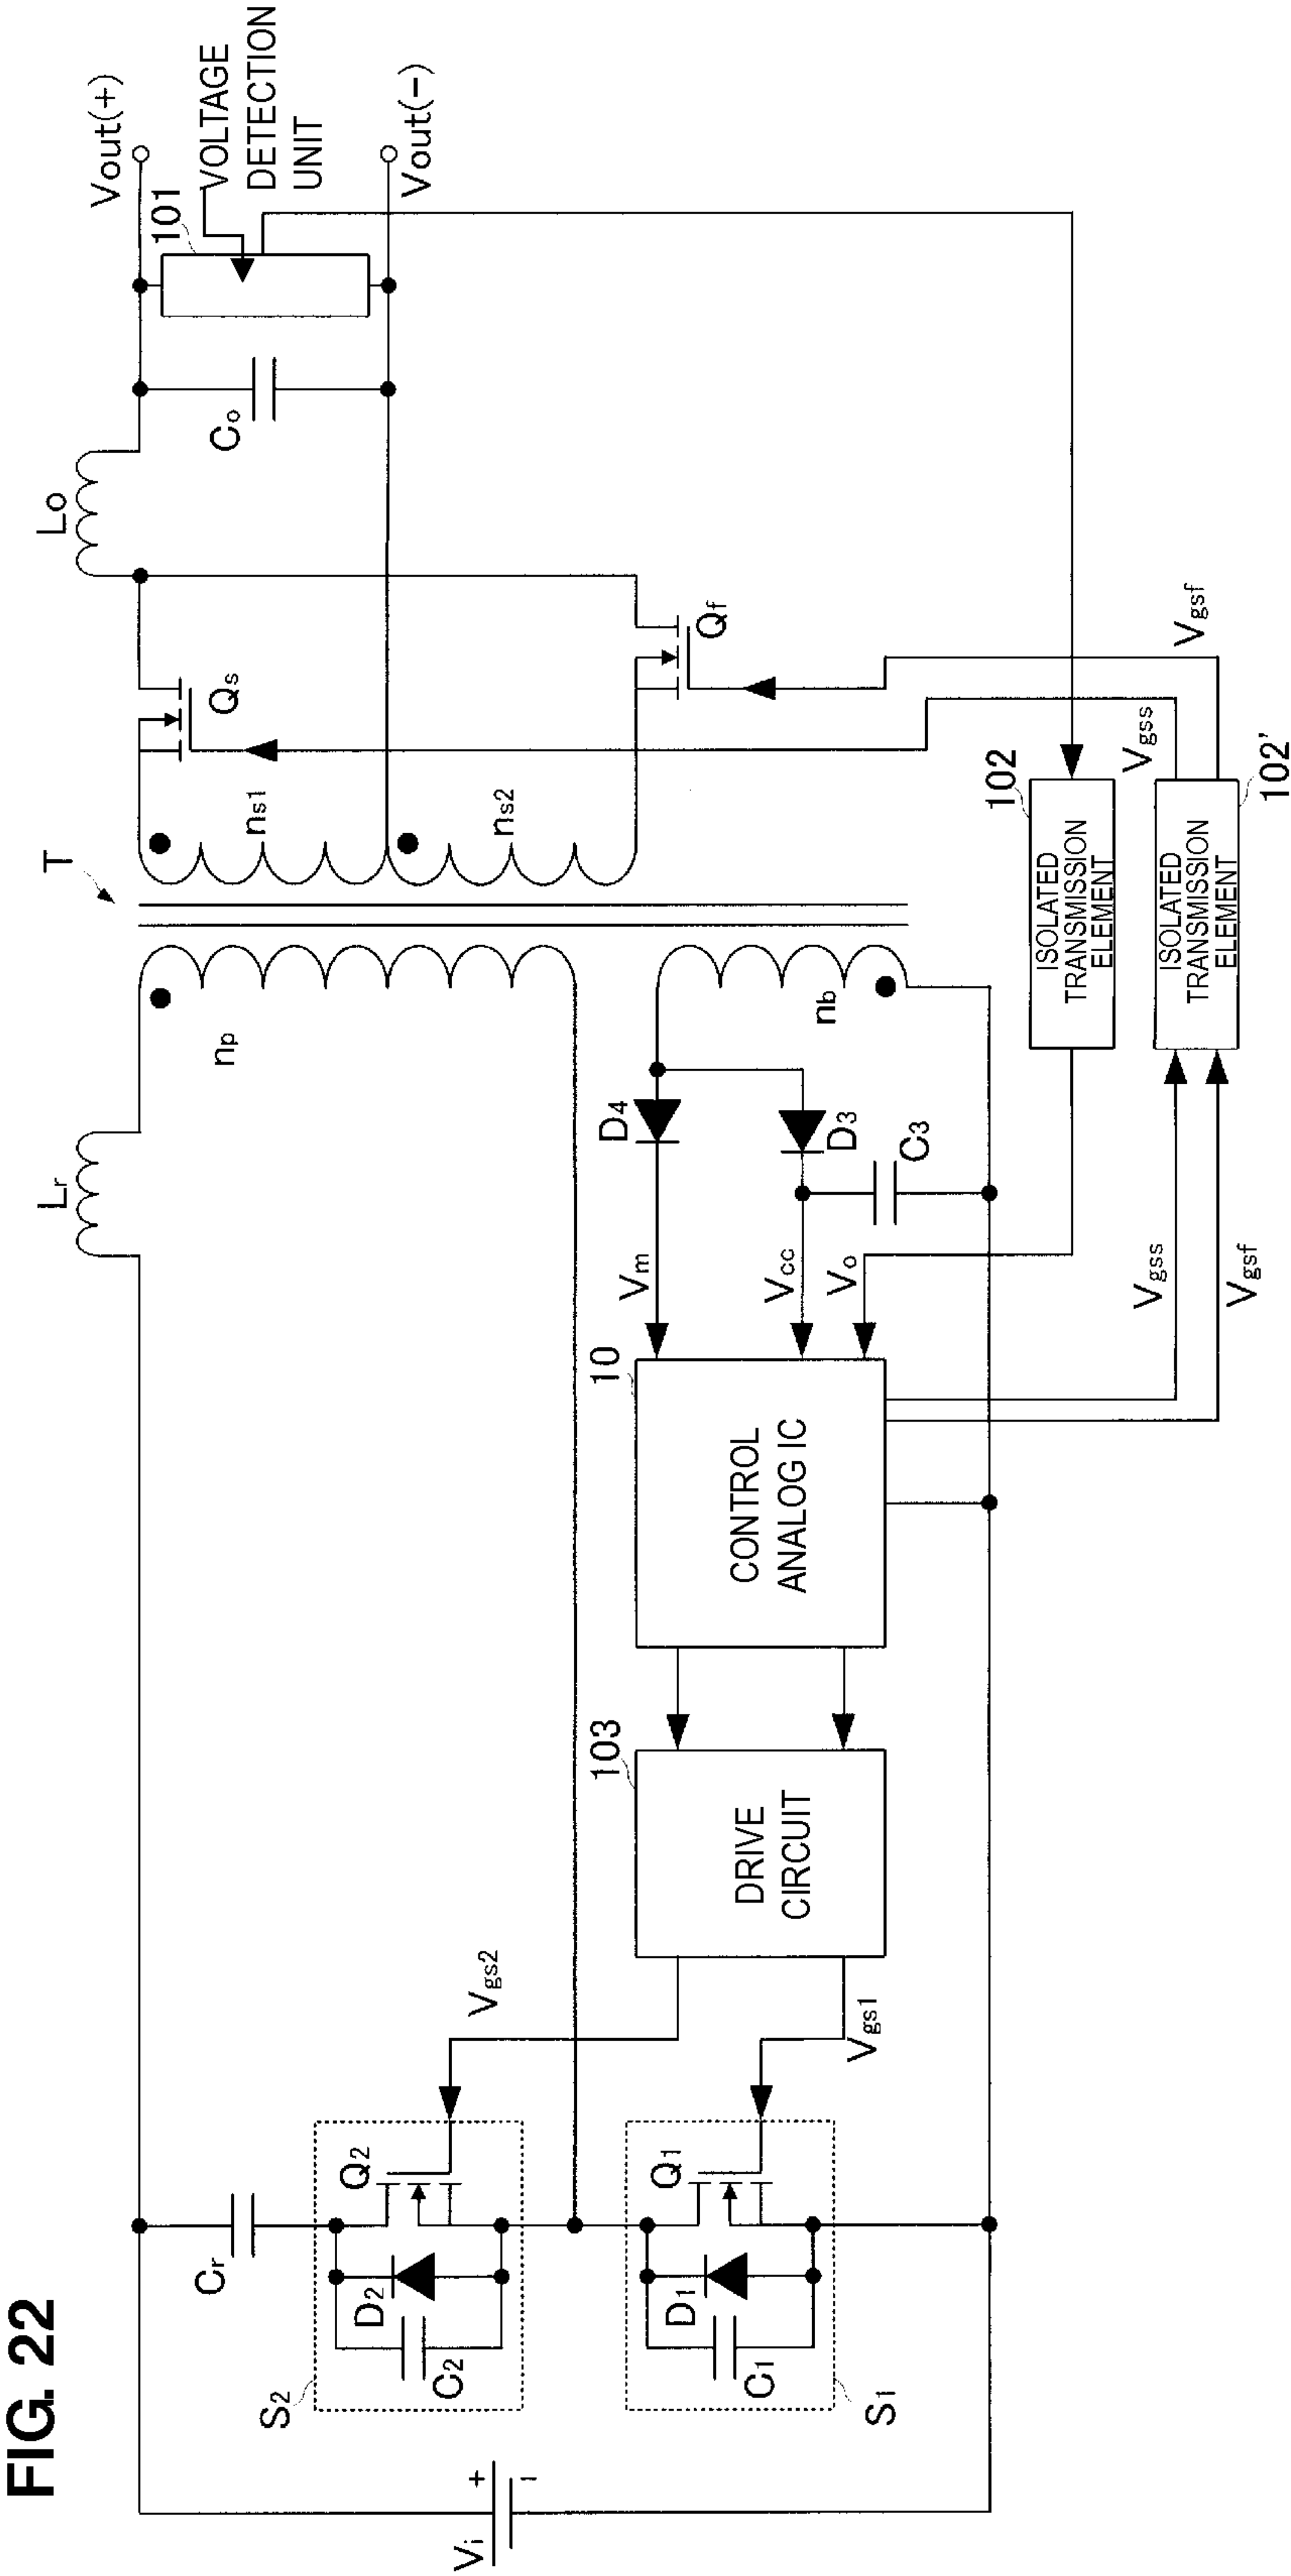 FIG. 22
Vi
+
−
S2
C2
D2
Q2
Cr
S1
C1
D1
Q1
Vgs2
Vgs1
103
DRIVE
CIRCUIT
10
CONTROL
ANALOG IC
Vm
Vcc
Vo
D4
D3
C3
Lr
np
nb
T
ns1
ns2
Qs
Qf
Lo
Co
101
VOLTAGE
DETECTION
UNIT
Vout(+)
Vout(−)
Vgss
Vgsf
102
ISOLATED
TRANSMISSION
ELEMENT
102'
ISOLATED
TRANSMISSION
ELEMENT
Vgss
Vgsf